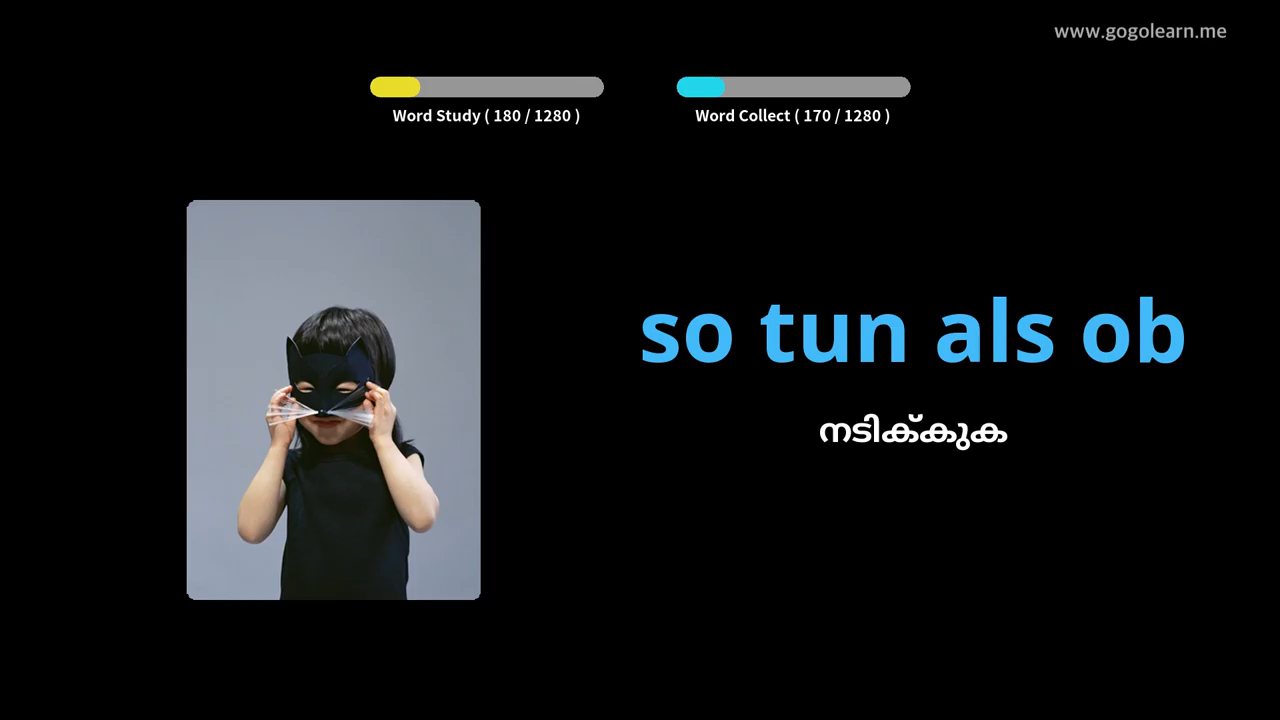 www.gogolearn.me
Word Study ( 180 / 1280 )
Word Collect ( 170 / 1280 )
so tun als ob
നടിക്കുക